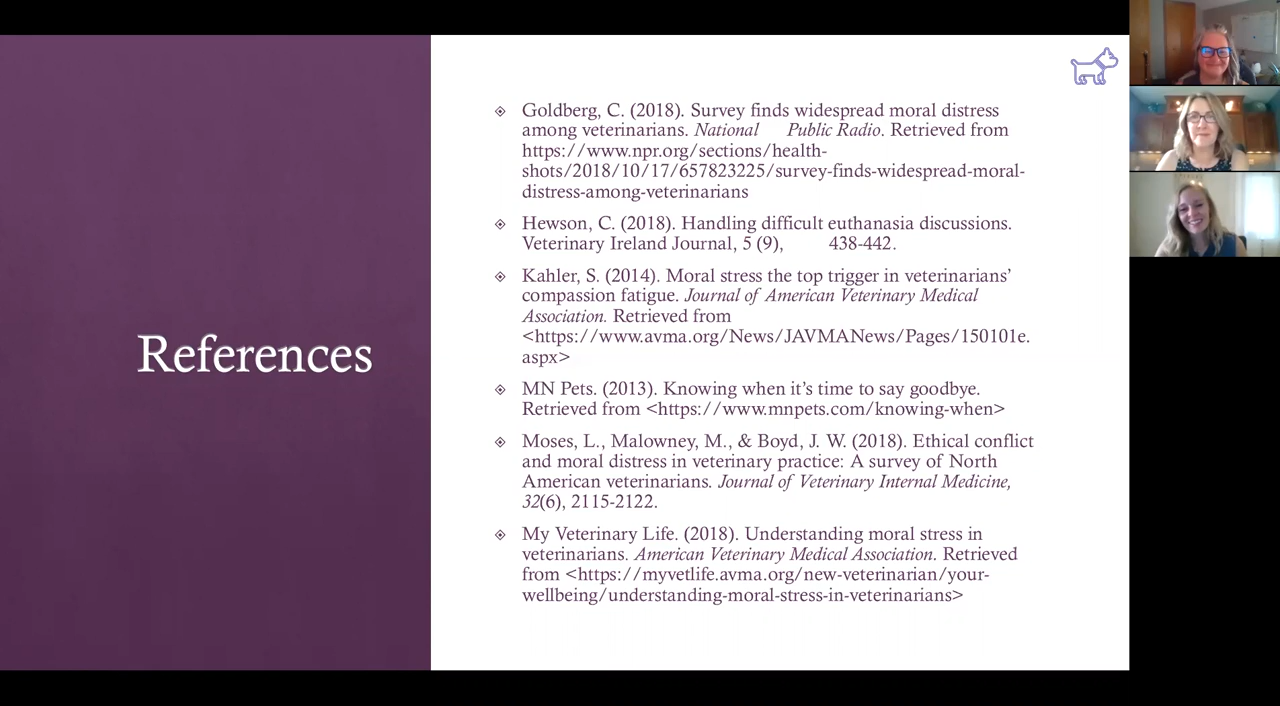 References
Goldberg, C. (2018). Survey finds widespread moral distress
among veterinarians. National Public Radio. Retrieved from
https://www.npr.org/sections/health-
shots/2018/10/17/657823225/survey-finds-widespread-moral-
distress-among-veterinarians
Hewson, C. (2018). Handling difficult euthanasia discussions.
Veterinary Ireland Journal, 5 (9), 438-442.
Kahler, S. (2014). Moral stress the top trigger in veterinarians’
compassion fatigue. Journal of American Veterinary Medical
Association. Retrieved from
<https://www.avma.org/News/JAVMANews/Pages/150101e.
aspx>
MN Pets. (2013). Knowing when it’s time to say goodbye.
Retrieved from <https://www.mnpets.com/knowing-when>
Moses, L., Malowney, M., & Boyd, J. W. (2018). Ethical conflict
and moral distress in veterinary practice: A survey of North
American veterinarians. Journal of Veterinary Internal Medicine,
32(6), 2115-2122.
My Veterinary Life. (2018). Understanding moral stress in
veterinarians. American Veterinary Medical Association. Retrieved
from <https://myvetlife.avma.org/new-veterinarian/your-
wellbeing/understanding-moral-stress-in-veterinarians>